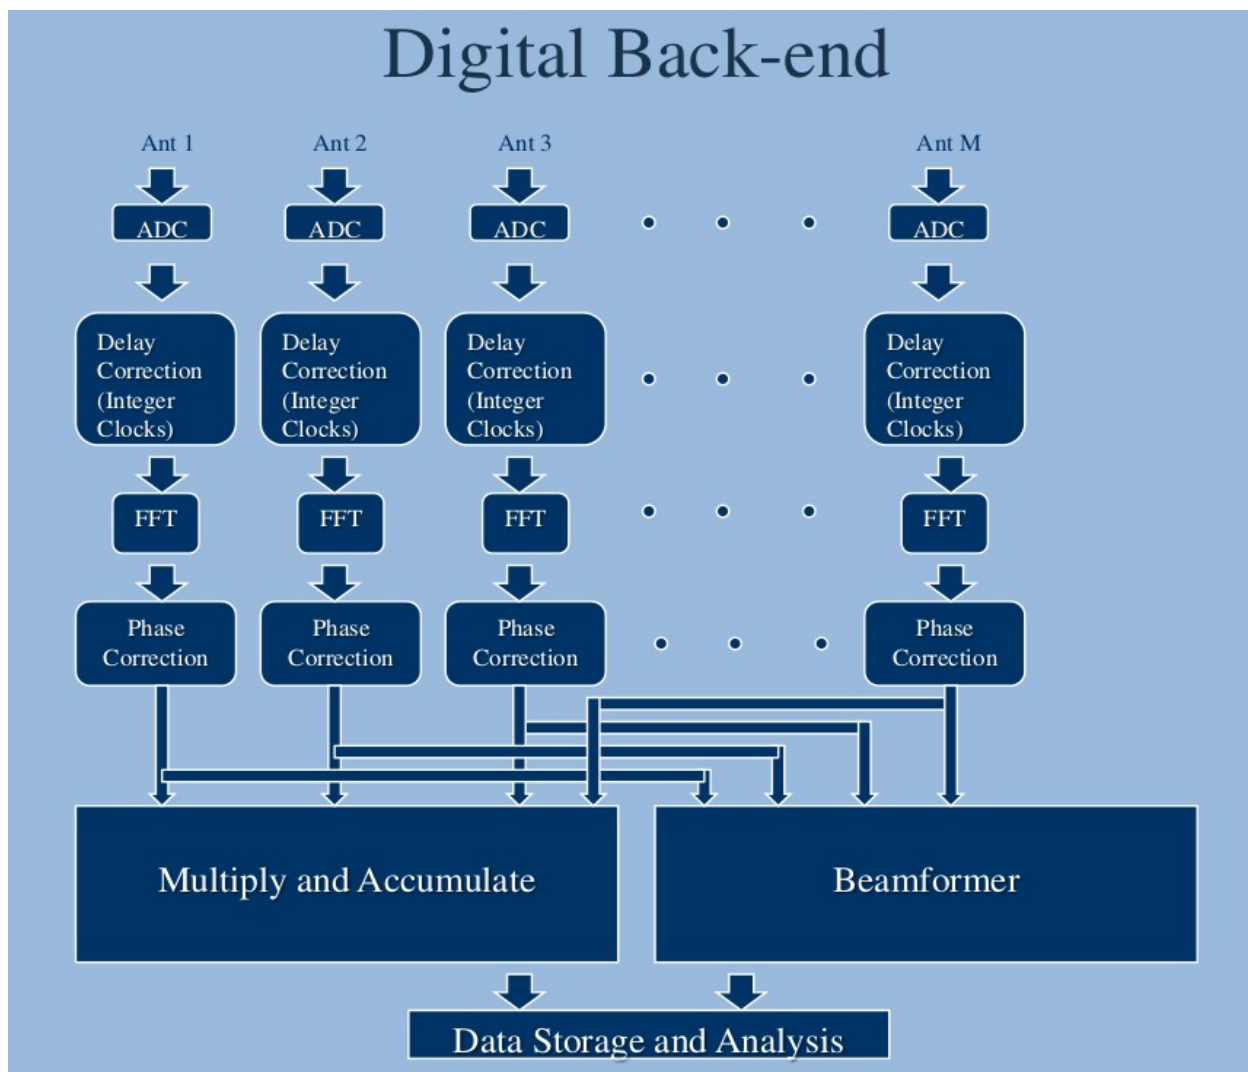 Digital Back-end
Ant 1 Ant 2 Ant 3 Ant M
ADC ADC ADC ADC
Delay Delay Delay Delay
Correction Correction Correction Correction
(Integer (Integer (Integer (Integer
Clocks) Clocks) Clocks) Clocks)
FFT FFT FFT FFT
Phase Phase Phase Phase
Correction Correction Correction Correction
Multiply and Accumulate Beamformer
Data Storage and Analysis